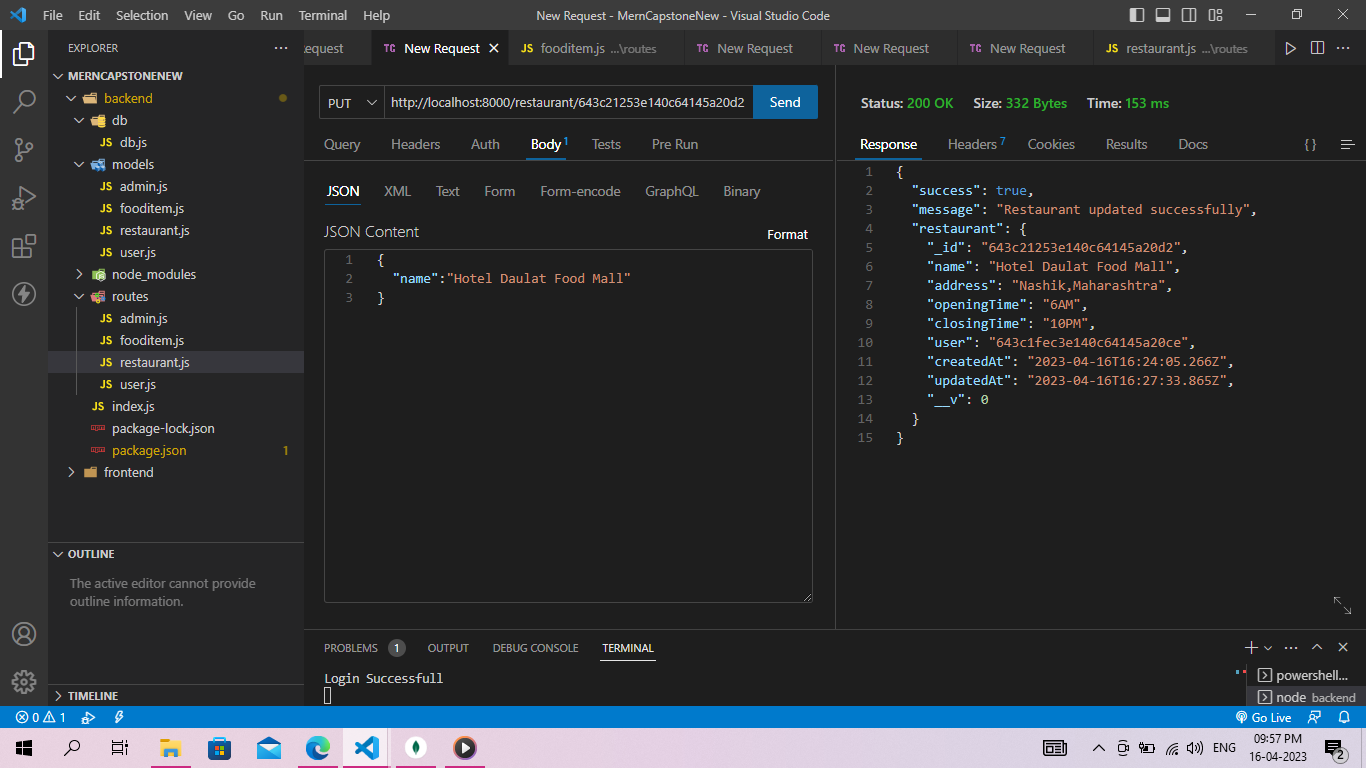 File Edit Selection View Go Run Terminal Help New Request - MernCapstoneNew - Visual Studio Code
EXPLORER ···
MERNCAPSTONENEW
backend
db
JS db.js
models
JS admin.js
JS fooditem.js
JS restaurant.js
JS user.js
node_modules
routes
JS admin.js
JS fooditem.js
JS restaurant.js
JS user.js
JS index.js
package-lock.json
package.json 1
frontend
OUTLINE
The active editor cannot provide
outline information.
TIMELINE
equest TC New Request JS fooditem.js ...\routes TC New Request TC New Request TC New Request JS restaurant.js ...\routes ···
PUT http://localhost:8000/restaurant/643c21253e140c64145a20d2 Send
Query Headers Auth Body 1 Tests Pre Run
JSON XML Text Form Form-encode GraphQL Binary
JSON Content Format
1 {
2 "name":"Hotel Daulat Food Mall"
3 }
Status: 200 OK Size: 332 Bytes Time: 153 ms
Response Headers 7 Cookies Results Docs { }
1 {
2 "success": true,
3 "message": "Restaurant updated successfully",
4 "restaurant": {
5 "_id": "643c21253e140c64145a20d2",
6 "name": "Hotel Daulat Food Mall",
7 "address": "Nashik,Maharashtra",
8 "openingTime": "6AM",
9 "closingTime": "10PM",
10 "user": "643c1fec3e140c64145a20ce",
11 "createdAt": "2023-04-16T16:24:05.266Z",
12 "updatedAt": "2023-04-16T16:27:33.865Z",
13 "__v": 0
14 }
15 }
PROBLEMS 1 OUTPUT DEBUG CONSOLE TERMINAL ···
Login Successfull
powershell...
node backend
0 1 Go Live
ENG 09:57 PM
16-04-2023 2